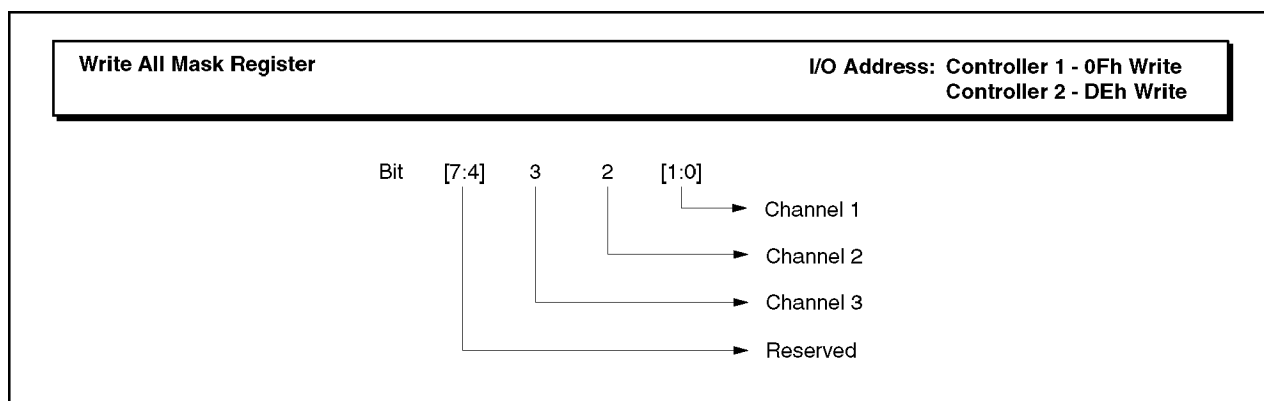 Write All Mask Register
I/O Address: Controller 1 - 0Fh Write
Controller 2 - DEh Write
Bit [7:4] 3 2 [1:0]
Channel 1
Channel 2
Channel 3
Reserved